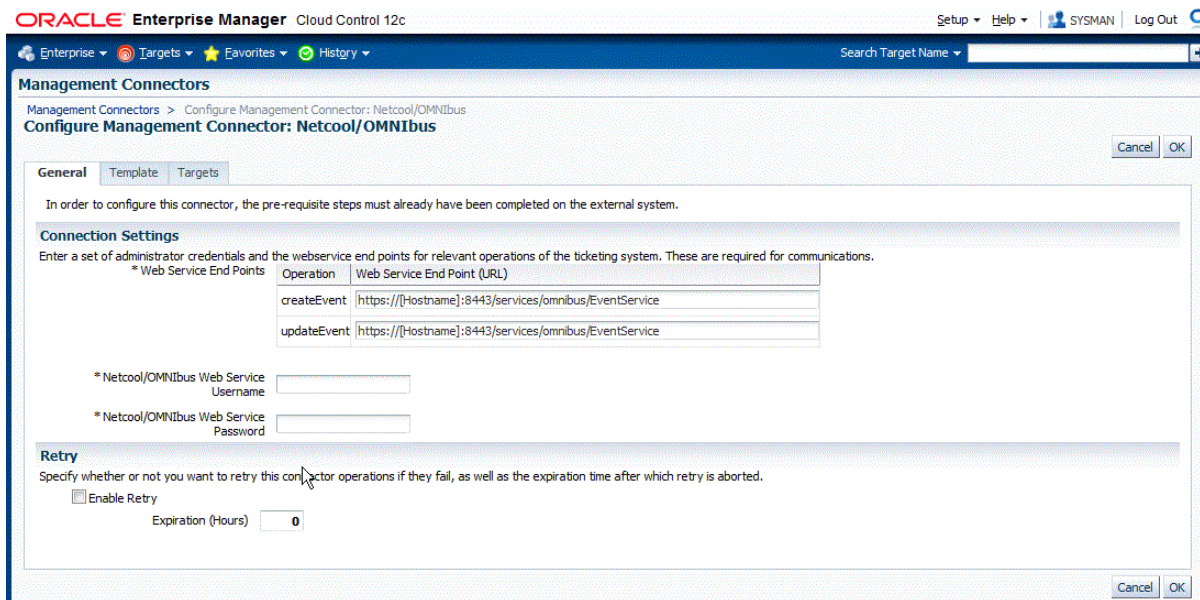 ORACLE Enterprise Manager Cloud Control 12c
Setup Help SYSMAN Log Out
Enterprise Targets Favorites History Search Target Name
Management Connectors
Management Connectors > Configure Management Connector: Netcool/OMNIbus
Configure Management Connector: Netcool/OMNIbus
Cancel OK
General Template Targets
In order to configure this connector, the pre-requisite steps must already have been completed on the external system.
Connection Settings
Enter a set of administrator credentials and the webservice end points for relevant operations of the ticketing system. These are required for communications.
* Web Service End Points Operation Web Service End Point (URL)
createEvent https://[Hostname]:8443/services/omnibus/EventService
updateEvent https://[Hostname]:8443/services/omnibus/EventService
* Netcool/OMNIbus Web Service
Username
* Netcool/OMNIbus Web Service
Password
Retry
Specify whether or not you want to retry this connector operations if they fail, as well as the expiration time after which retry is aborted.
Enable Retry
Expiration (Hours) 0
Cancel OK